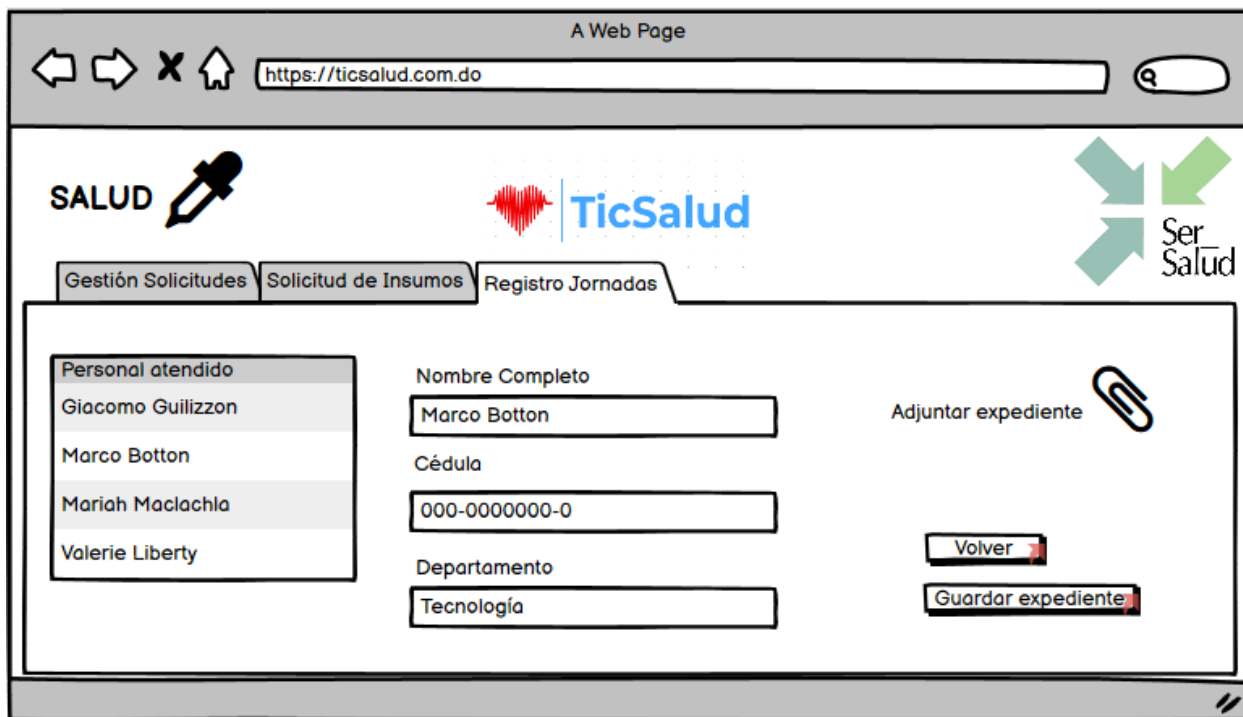 A Web Page
https://ticsalud.com.do
SALUD
TicSalud
Ser_
Salud
Gestión Solicitudes
Solicitud de Insumos
Registro Jornadas
Personal atendido
Giacomo Guilizzon
Marco Botton
Mariah Maclachla
Valerie Liberty
Nombre Completo
Marco Botton
Cédula
000-0000000-0
Departamento
Tecnología
Adjuntar expediente
Volver
Guardar expediente